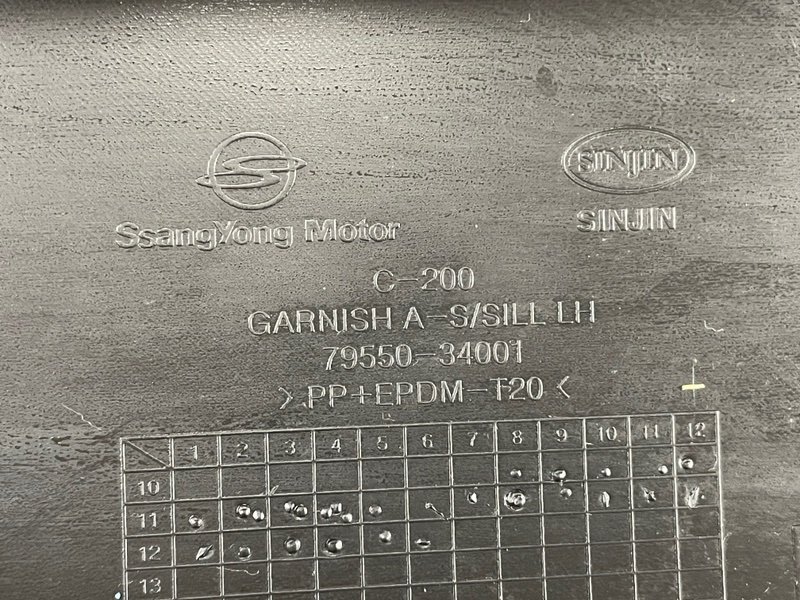 SINJIN
SsangYong Motor
SINJIN
C-200
GARNISH A-S/SILL LH
79550-34001
>PP+EPDM-T20<
1 2 3 4 5 6 7 8 9 10 11 12
10
11
12
13